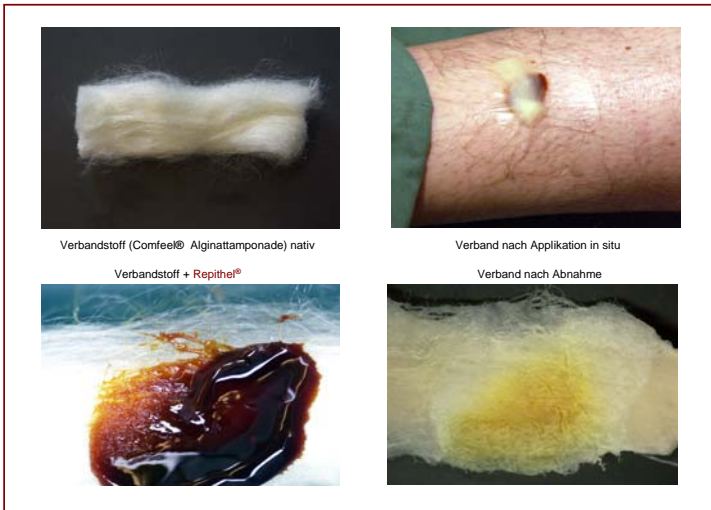 Verbandstoff (Comfeel® Alginattamponade) nativ
Verband nach Applikation in situ
Verbandstoff + Repithel®
Verband nach Abnahme